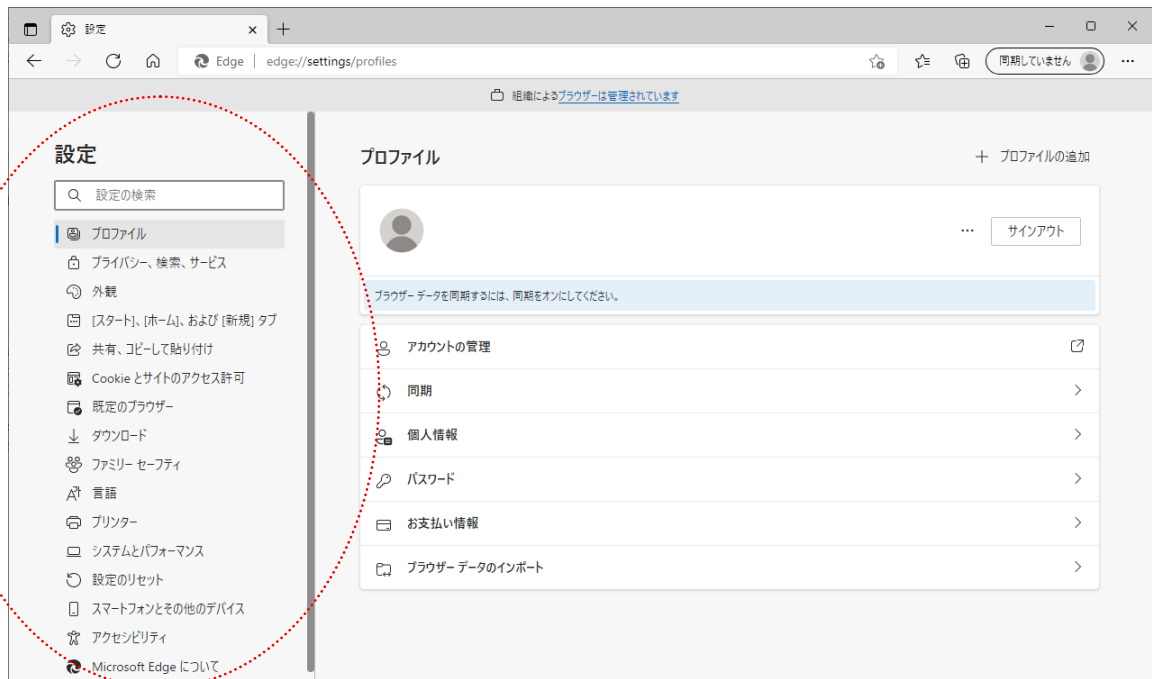 設定
Edge edge://settings/profiles 同期していません
組織によるブラウザーは管理されています
設定
設定の検索
プロファイル
プライバシー、検索、サービス
外観
[スタート]、[ホーム]、および [新規] タブ
共有、コピーして貼り付け
Cookie とサイトのアクセス許可
既定のブラウザー
ダウンロード
ファミリー セーフティ
言語
プリンター
システムとパフォーマンス
設定のリセット
スマートフォンとその他のデバイス
アクセシビリティ
Microsoft Edge について
プロファイル
プロファイルの追加
サインアウト
ブラウザー データを同期するには、同期をオンにしてください。
アカウントの管理
同期
個人情報
パスワード
お支払い情報
ブラウザー データのインポート